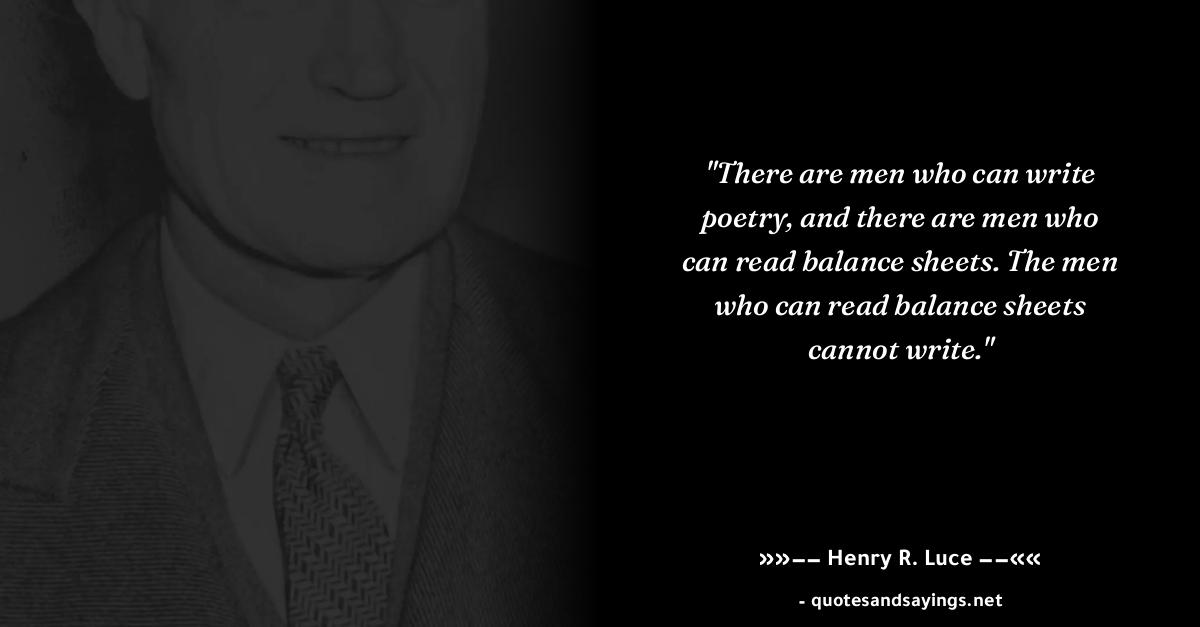 "There are men who can write
poetry, and there are men who
can read balance sheets. The men
who can read balance sheets
cannot write."
»»−− Henry R. Luce −−««
- quotesandsayings.net